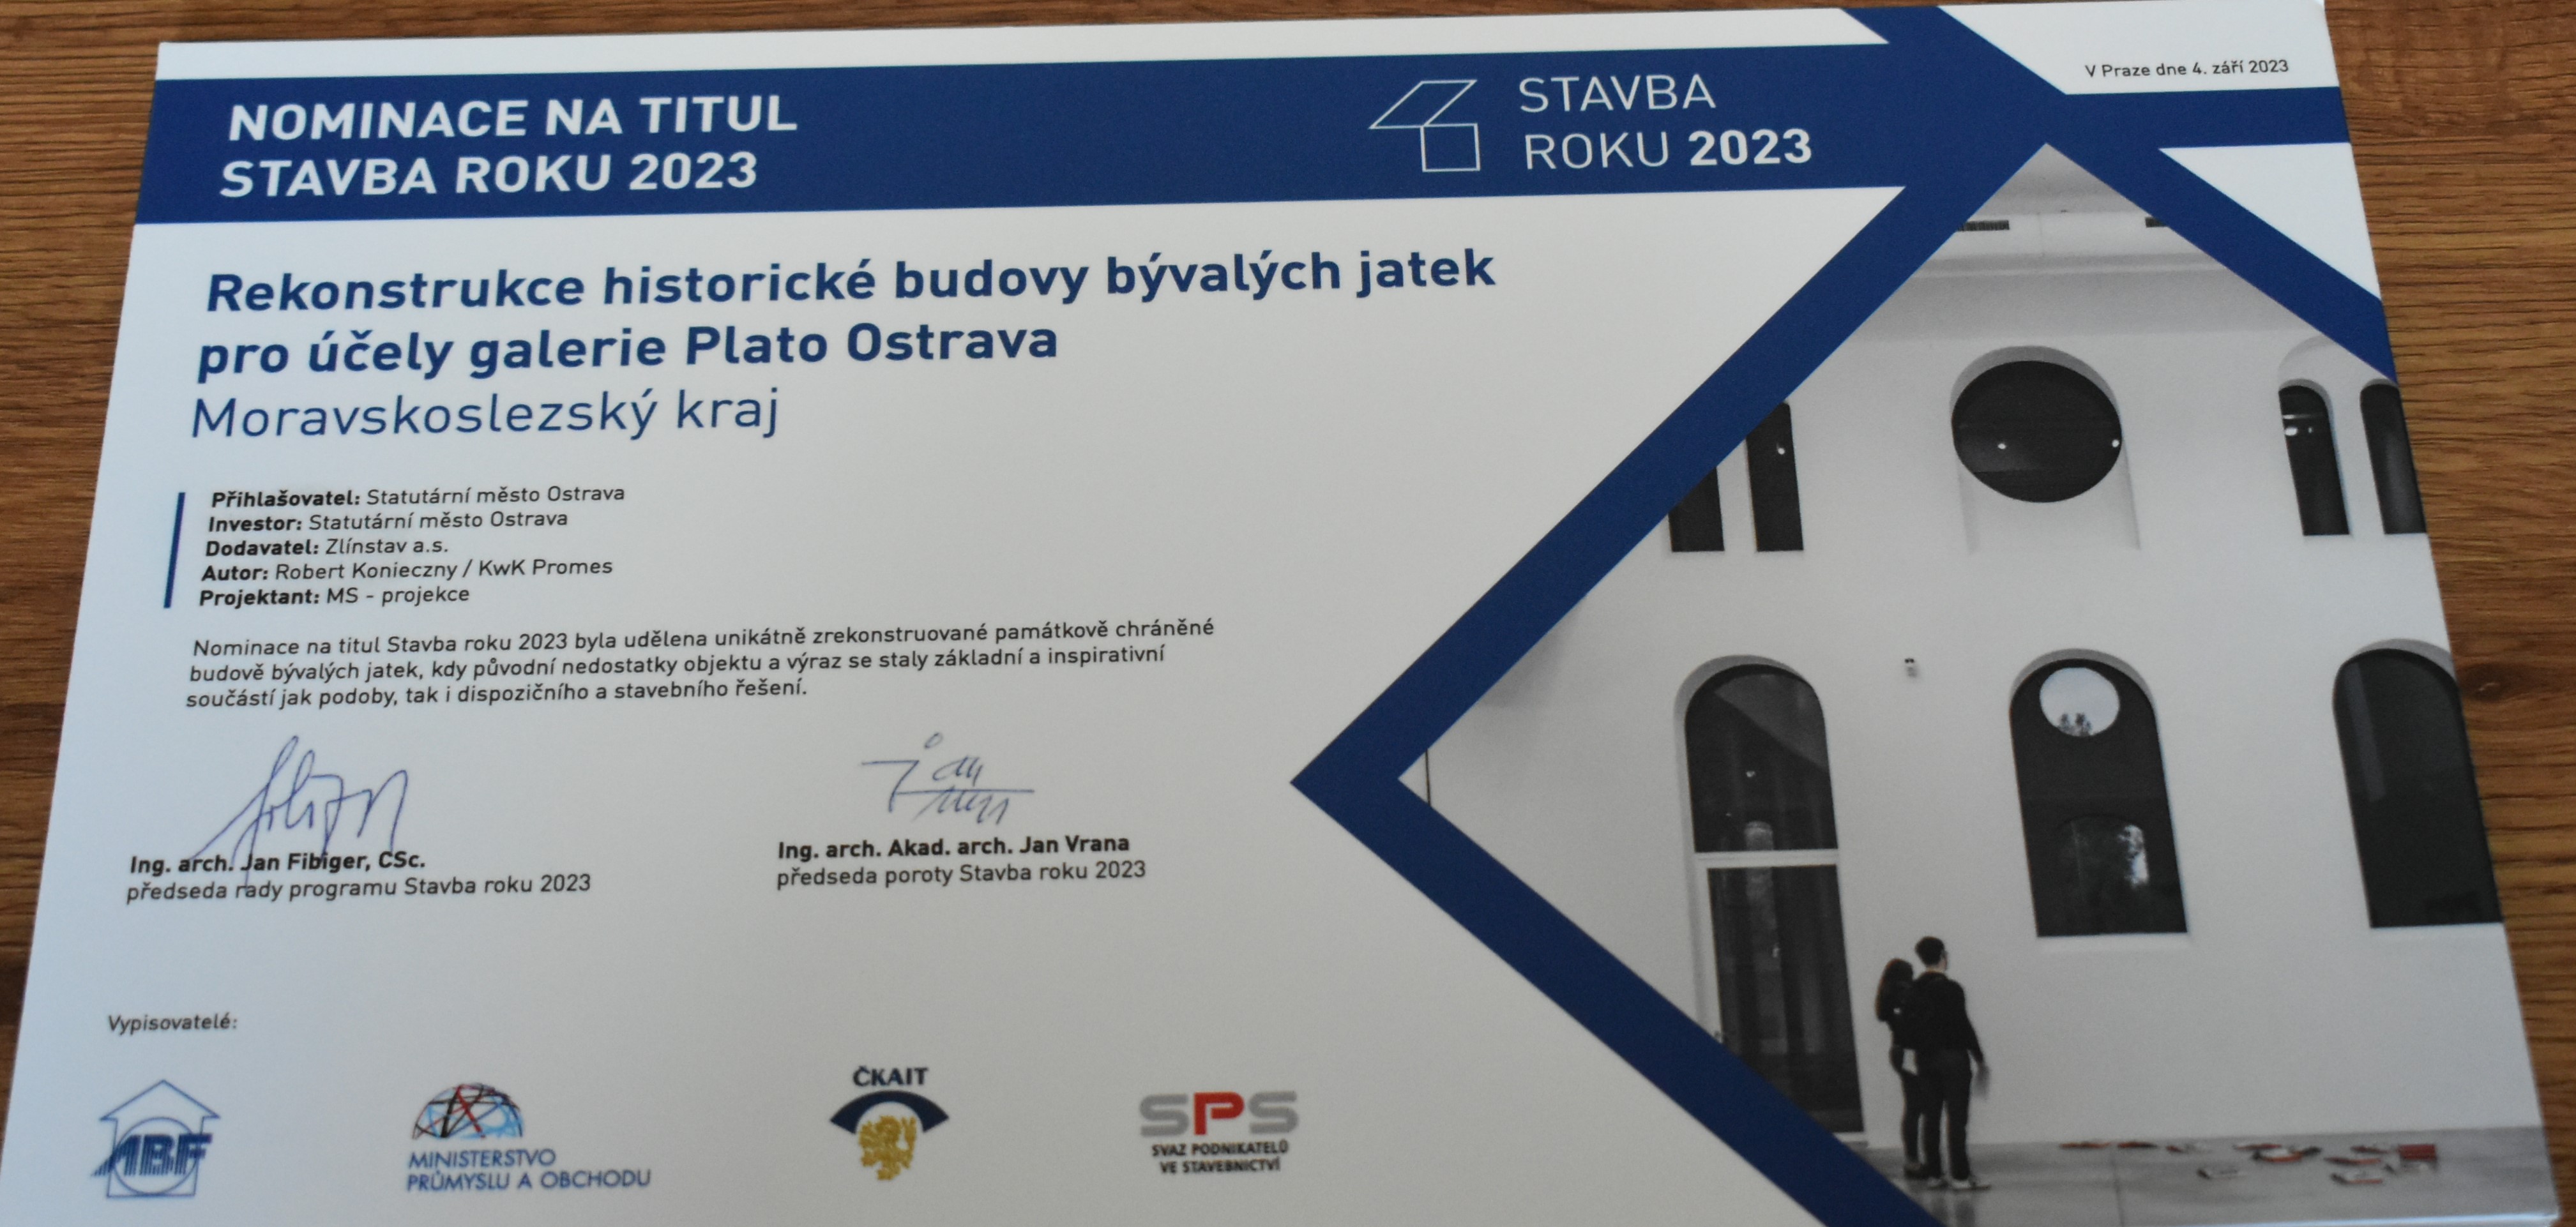 V Praze dne 4. září 2023
NOMINACE NA TITUL
STAVBA ROKU 2023
STAVBA
ROKU 2023
Rekonstrukce historické budovy bývalých jatek
pro účely galerie Plato Ostrava
Moravskoslezský kraj
Přihlašovatel: Statutární město Ostrava
Investor: Statutární město Ostrava
Dodavatel: Zlínstav a.s.
Autor: Robert Konieczny / KwK Promes
Projektant: MS - projekce
Nominace na titul Stavba roku 2023 byla udělena unikátně zrekonstruované památkově chráněné
budově bývalých jatek, kdy původní nedostatky objektu a výraz se staly základní a inspirativní
součástí jak podoby, tak i dispozičního a stavebního řešení.
Ing. arch. Jan Fibiger, CSc.
předseda rady programu Stavba roku 2023
Ing. arch. Akad. arch. Jan Vrana
předseda poroty Stavba roku 2023
Vypisovatelé:
ABF
MINISTERSTVO
PRŮMYSLU A OBCHODU
ČKAIT
SPS
SVAZ PODNIKATELŮ
VE STAVEBNICTVÍ